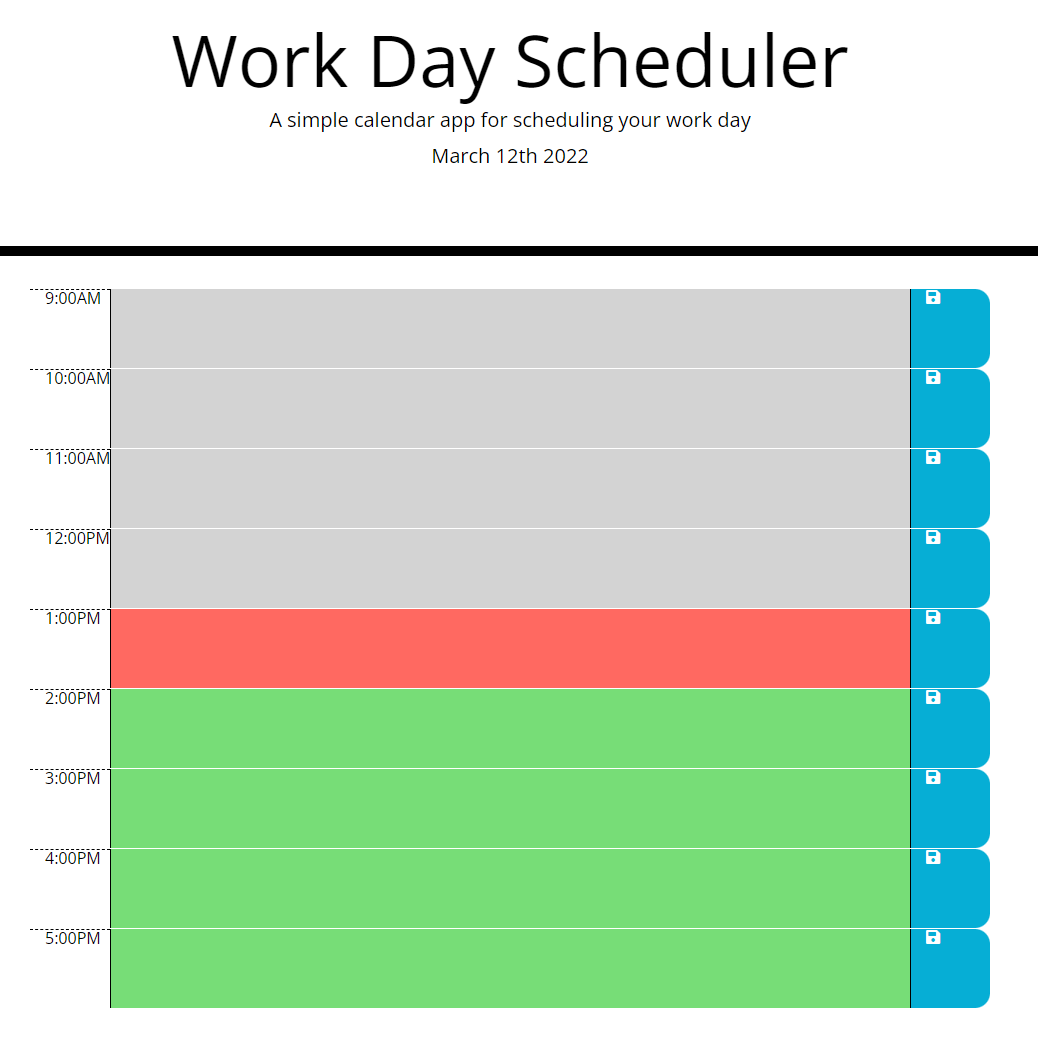 Work Day Scheduler
A simple calendar app for scheduling your work day
March 12th 2022
9:00AM
10:00AM
11:00AM
12:00PM
1:00PM
2:00PM
3:00PM
4:00PM
5:00PM